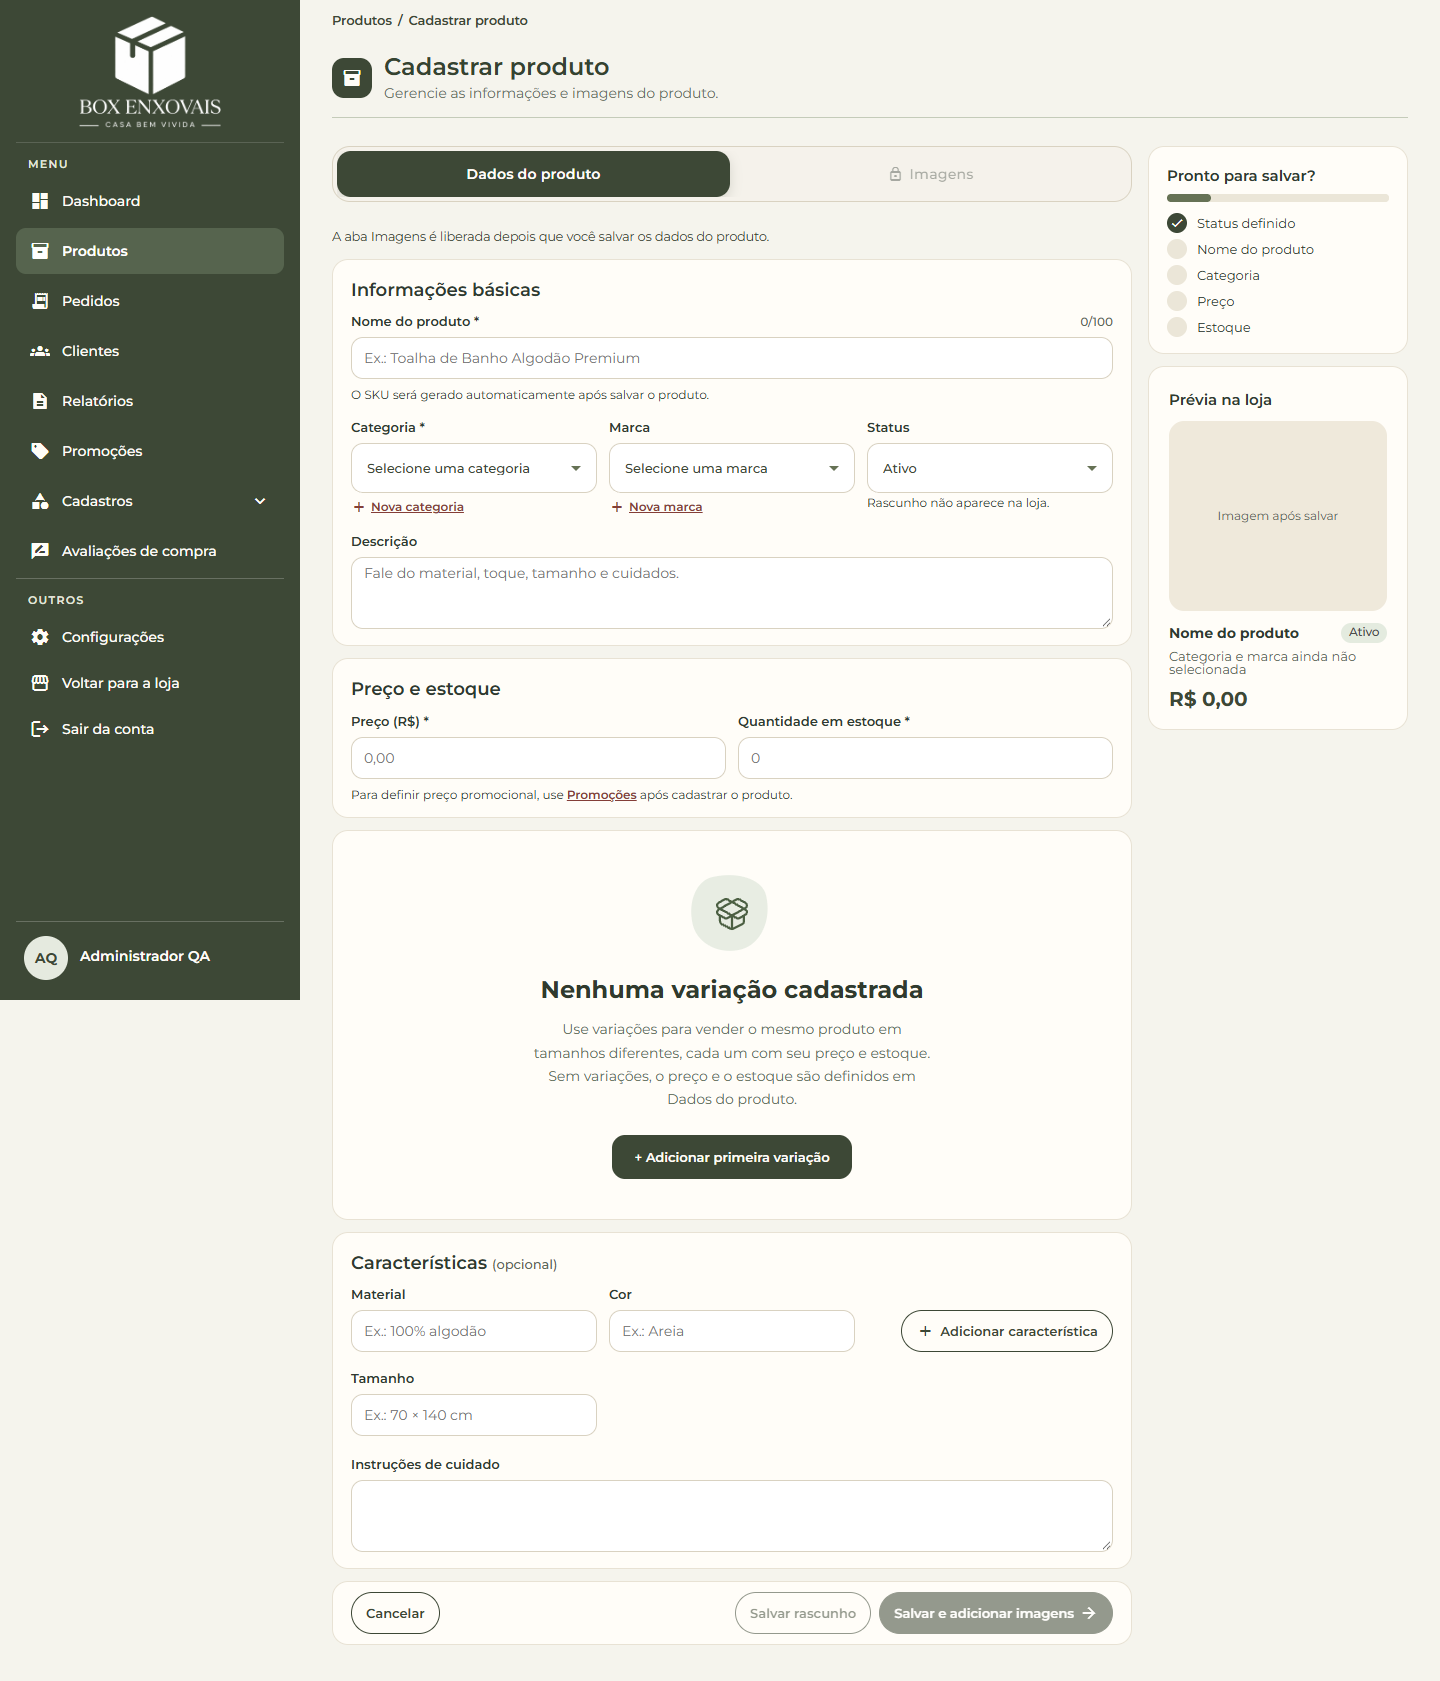 BOX ENXOVAIS
CASA BEM VIVIDA
MENU
Dashboard
Produtos
Pedidos
Clientes
Relatórios
Promoções
Cadastros
Avaliações de compra
OUTROS
Configurações
Voltar para a loja
Sair da conta
AQ
Administrador QA
Produtos / Cadastrar produto
Cadastrar produto
Gerencie as informações e imagens do produto.
Dados do produto
Imagens
A aba Imagens é liberada depois que você salvar os dados do produto.
Informações básicas
Nome do produto *
0/100
Ex.: Toalha de Banho Algodão Premium
O SKU será gerado automaticamente após salvar o produto.
Categoria *
Marca
Status
Selecione uma categoria
Selecione uma marca
Ativo
+ Nova categoria
+ Nova marca
Rascunho não aparece na loja.
Descrição
Fale do material, toque, tamanho e cuidados.
Preço e estoque
Preço (R$) *
Quantidade em estoque *
0,00
0
Para definir preço promocional, use Promoções após cadastrar o produto.
Nenhuma variação cadastrada
Use variações para vender o mesmo produto em
tamanhos diferentes, cada um com seu preço e estoque.
Sem variações, o preço e o estoque são definidos em
Dados do produto.
+ Adicionar primeira variação
Características (opcional)
Material
Cor
Ex.: 100% algodão
Ex.: Areia
+ Adicionar característica
Tamanho
Ex.: 70 × 140 cm
Instruções de cuidado
Cancelar
Salvar rascunho
Salvar e adicionar imagens →
Pronto para salvar?
Status definido
Nome do produto
Categoria
Preço
Estoque
Prévia na loja
Imagem após salvar
Nome do produto
Ativo
Categoria e marca ainda não
selecionada
R$ 0,00